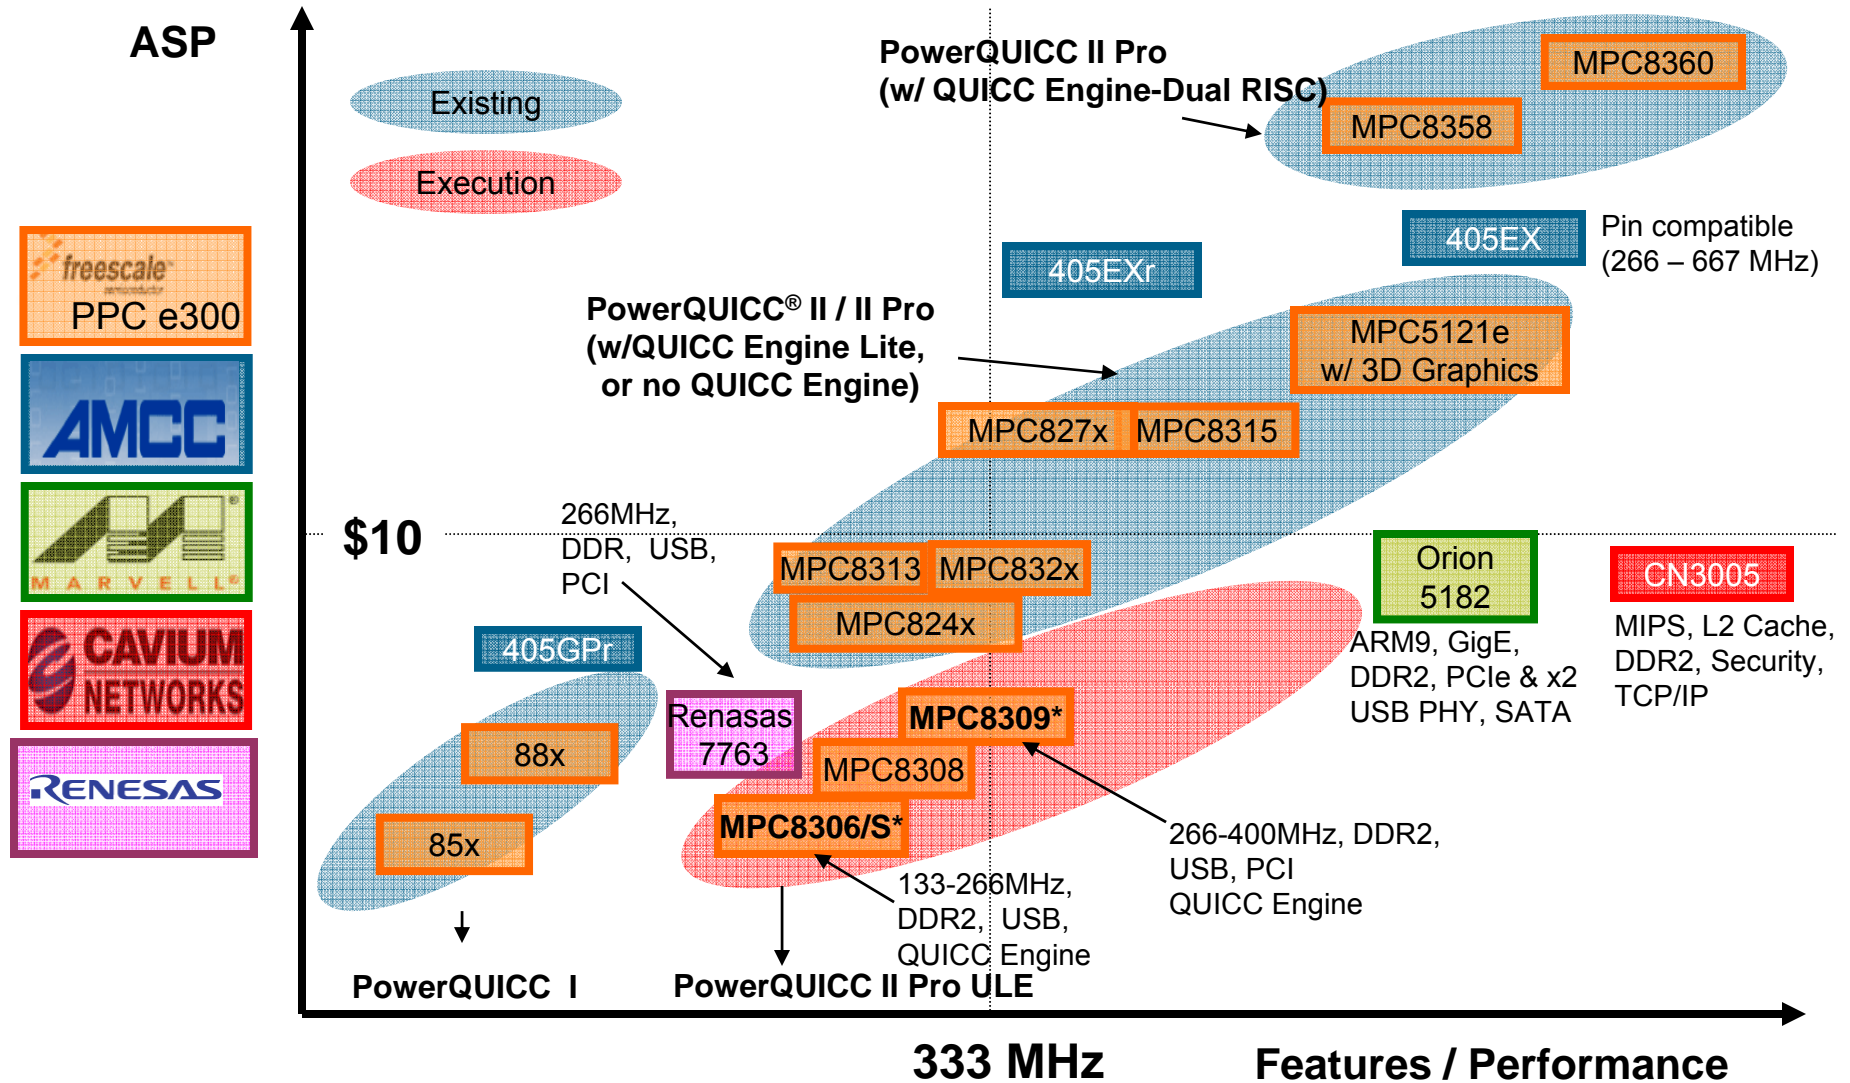 ASP
Existing
Execution
PowerQUICC II Pro
(w/ QUICC Engine-Dual RISC)
MPC8360
MPC8358
freescale™
semiconductor
PPC e300
AMCC
MARVELL®
CAVIUM
NETWORKS
RENESAS
405EXr
405EX
Pin compatible
(266 – 667 MHz)
PowerQUICC® II / II Pro
(w/QUICC Engine Lite,
or no QUICC Engine)
MPC5121e
w/ 3D Graphics
MPC827x
MPC8315
$10
266MHz,
DDR, USB,
PCI
MPC8313
MPC832x
MPC824x
Orion
5182
ARM9, GigE,
DDR2, PCIe & x2
USB PHY, SATA
CN3005
MIPS, L2 Cache,
DDR2, Security,
TCP/IP
405GPr
88x
85x
Renasas
7763
MPC8309*
MPC8308
MPC8306/S*
266-400MHz, DDR2,
USB, PCI
QUICC Engine
133-266MHz,
DDR2, USB,
QUICC Engine
PowerQUICC I
PowerQUICC II Pro ULE
333 MHz
Features / Performance